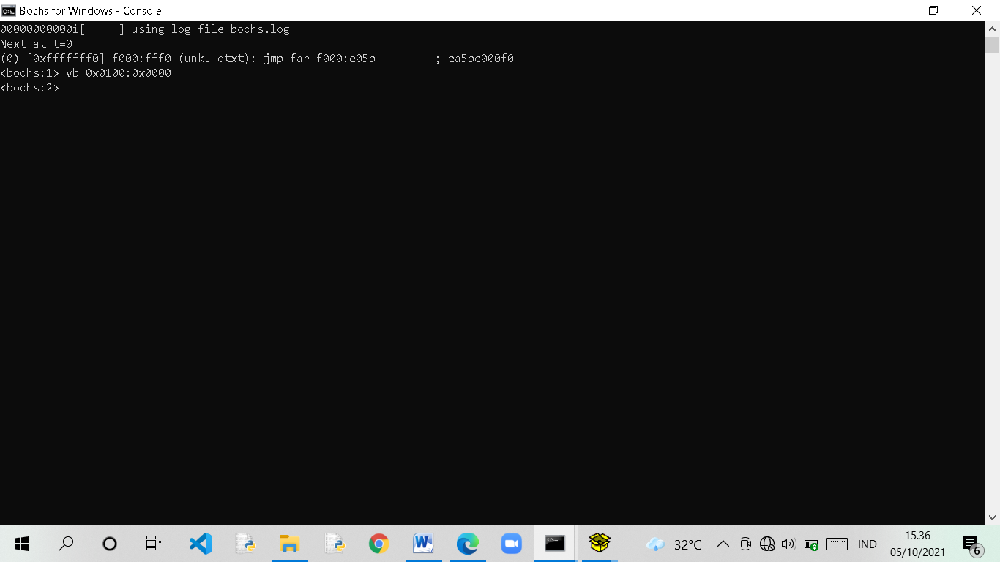 Bochs for Windows - Console
00000000000i[     ] using log file bochs.log
Next at t=0
(0) [0xfffffff0] f000:fff0 (unk. ctxt): jmp far f000:e05b         ; ea5be000f0
<bochs:1> vb 0x0100:0x0000
<bochs:2>
32°C
IND
15.36
05/10/2021
6